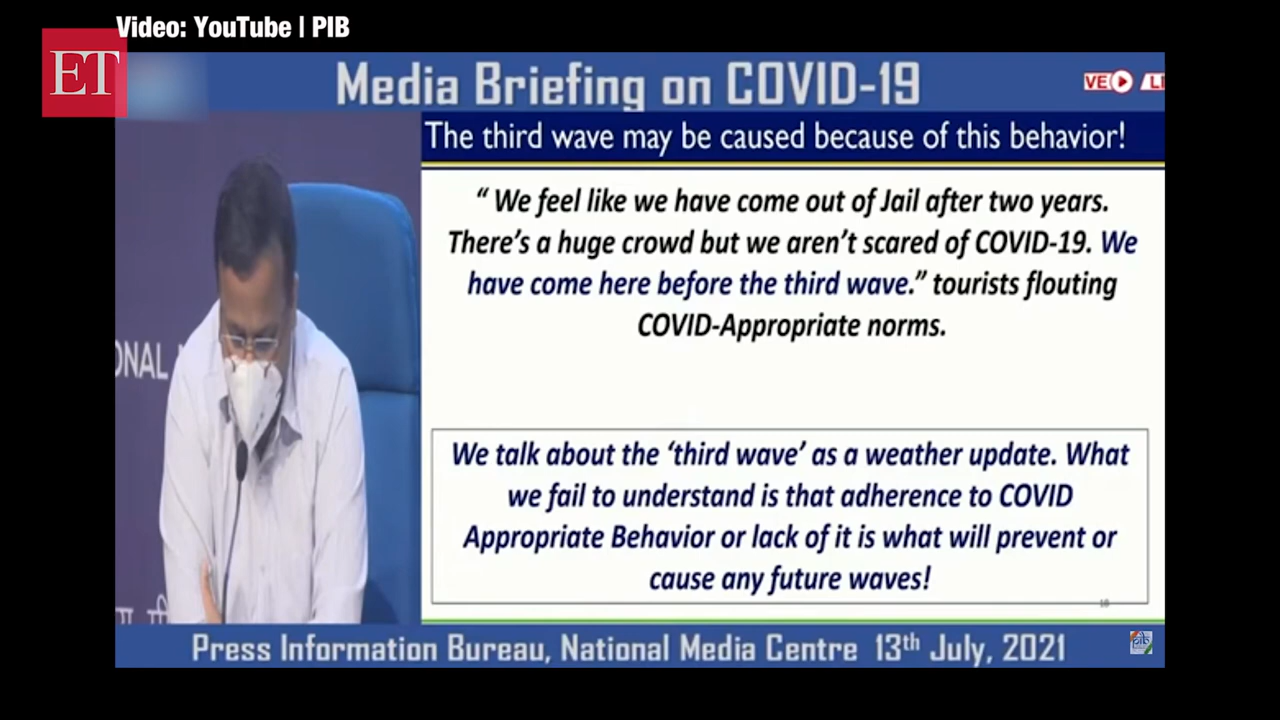 Video: YouTube | PIB
ET
Media Briefing on COVID-19
VE LI
The third wave may be caused because of this behavior!
“ We feel like we have come out of Jail after two years.
There’s a huge crowd but we aren’t scared of COVID-19. We
have come here before the third wave.” tourists flouting
COVID-Appropriate norms.
ONAL
We talk about the ‘third wave’ as a weather update. What
we fail to understand is that adherence to COVID
Appropriate Behavior or lack of it is what will prevent or
cause any future waves!
18
Press Information Bureau, National Media Centre 13th July, 2021
pib